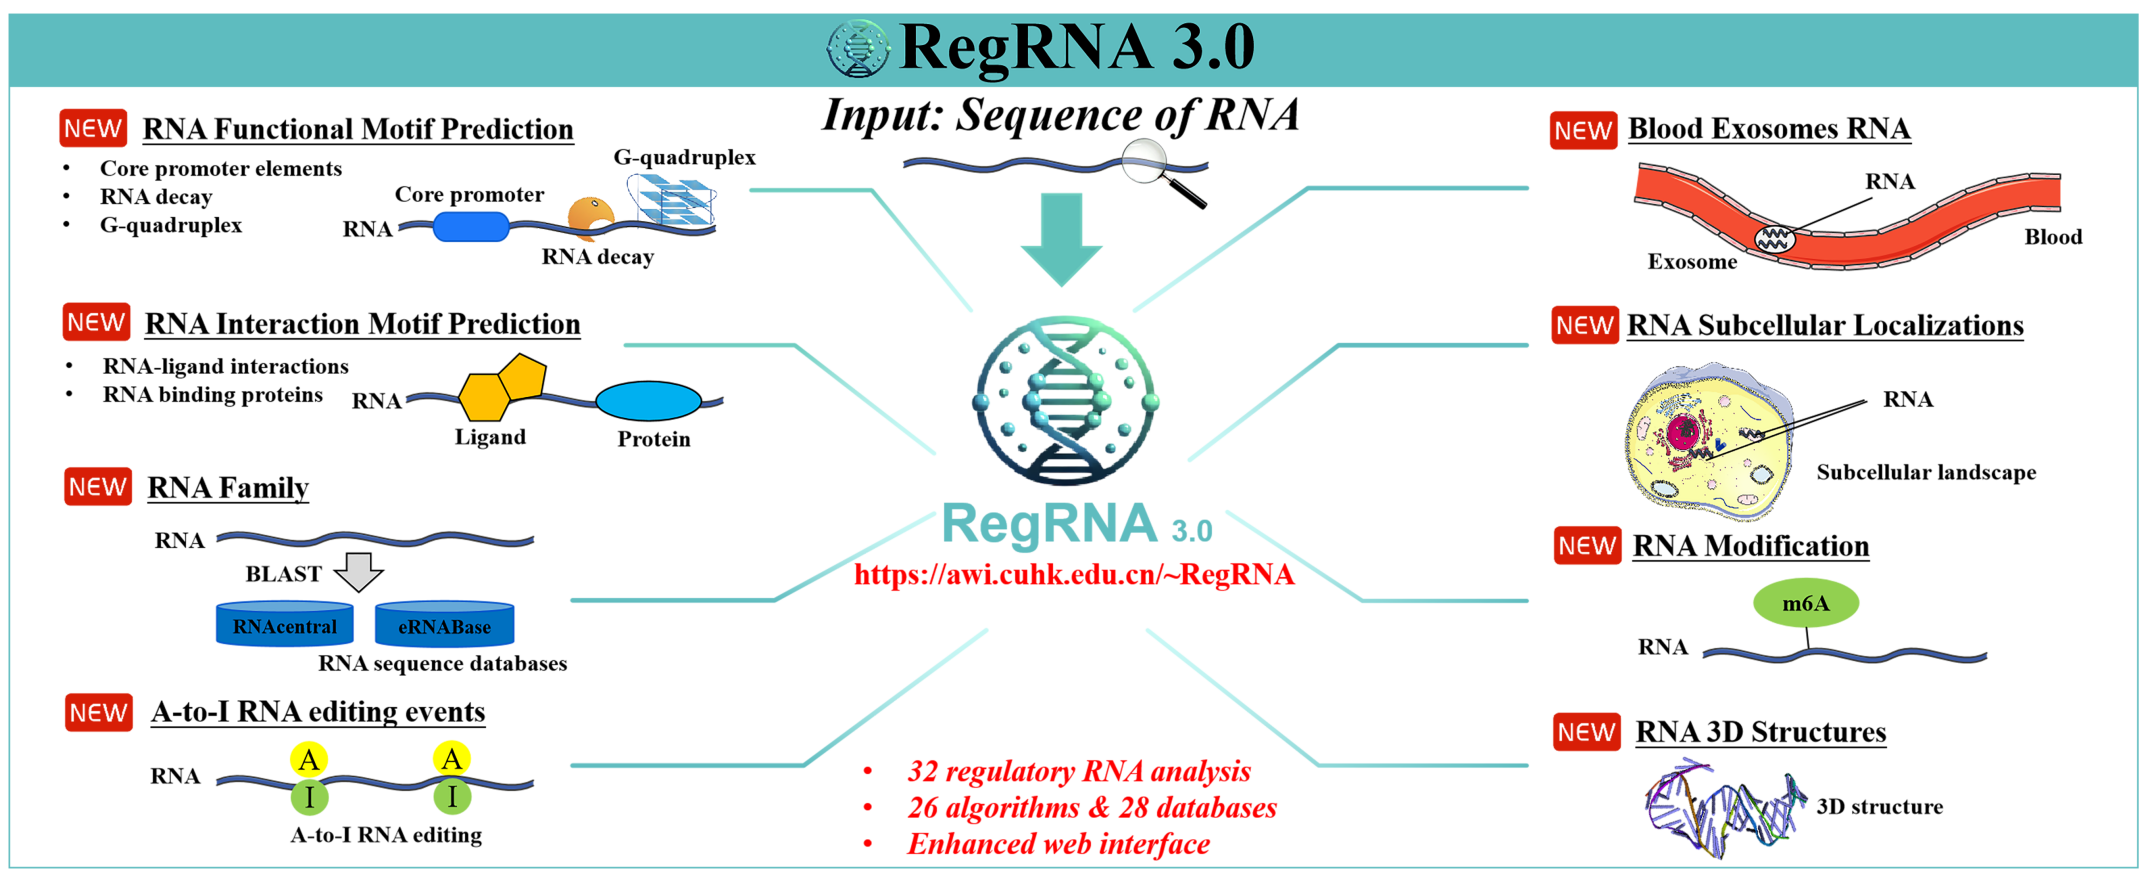 RegRNA 3.0
Input: Sequence of RNA
NEW RNA Functional Motif Prediction
• Core promoter elements
• RNA decay
• G-quadruplex
G-quadruplex
Core promoter
RNA
RNA decay
NEW RNA Interaction Motif Prediction
• RNA-ligand interactions
• RNA binding proteins
RNA
Ligand
Protein
NEW RNA Family
RNA
BLAST
RNAcentral
eRNABase
RNA sequence databases
NEW A-to-I RNA editing events
A
A
RNA
I
I
A-to-I RNA editing
RegRNA 3.0
https://awi.cuhk.edu.cn/~RegRNA
• 32 regulatory RNA analysis
• 26 algorithms & 28 databases
• Enhanced web interface
NEW Blood Exosomes RNA
RNA
Blood
Exosome
NEW RNA Subcellular Localizations
RNA
Subcellular landscape
NEW RNA Modification
m6A
RNA
NEW RNA 3D Structures
3D structure